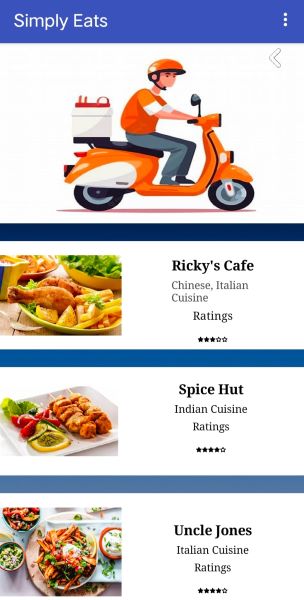 Simply Eats
Ricky's Cafe
Chinese, Italian
Cuisine
Ratings
Spice Hut
Indian Cuisine
Ratings
Uncle Jones
Italian Cuisine
Ratings